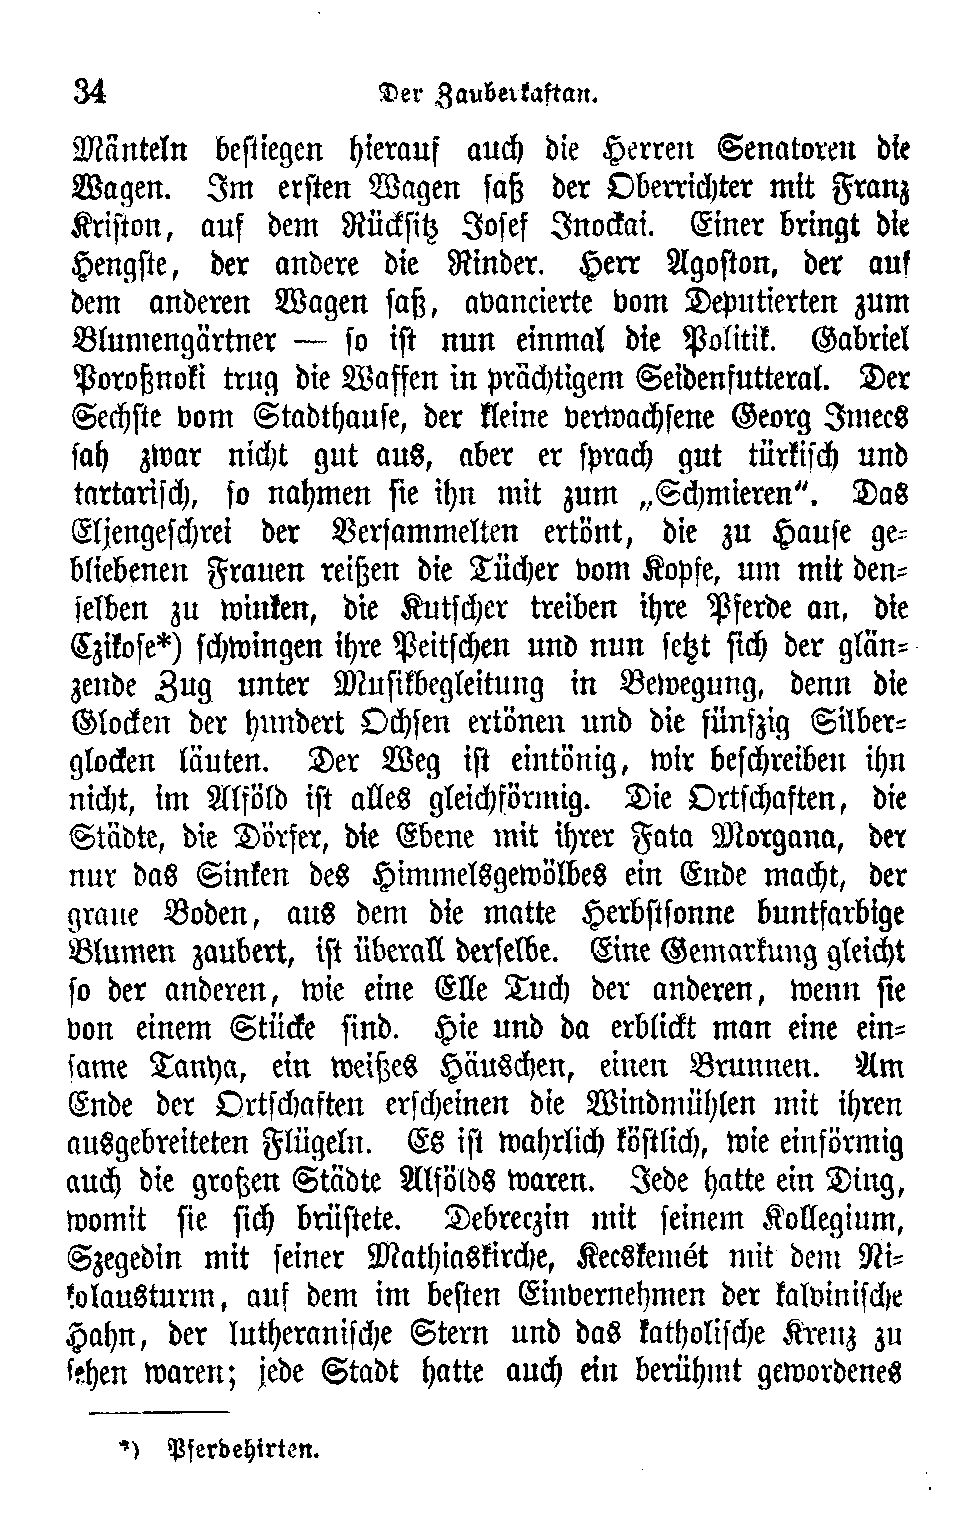 34 Der Zauberkaftan.
Mänteln bestiegen hierauf auch die Herren Senatoren die
Wagen. Im ersten Wagen saß der Oberrichter mit Franz
Kriston, auf dem Rücksitz Josef Inockai. Einer bringt die
Hengste, der andere die Rinder. Herr Agoston, der auf
dem anderen Wagen saß, avancierte vom Deputierten zum
Blumengärtner — so ist nun einmal die Politik. Gabriel
Poroßnoki trug die Waffen in prächtigem Seidenfutteral. Der
Sechste vom Stadthause, der kleine verwachsene Georg Imecs
sah zwar nicht gut aus, aber er sprach gut türkisch und
tartarisch, so nahmen sie ihn mit zum „Schmieren“. Das
Eljengeschrei der Versammelten ertönt, die zu Hause ge-
bliebenen Frauen reißen die Tücher vom Kopfe, um mit den-
selben zu winken, die Kutscher treiben ihre Pferde an, die
Czikose*) schwingen ihre Peitschen und nun setzt sich der glän-
zende Zug unter Musikbegleitung in Bewegung, denn die
Glocken der hundert Ochsen ertönen und die fünfzig Silber-
glocken läuten. Der Weg ist eintönig, wir beschreiben ihn
nicht, im Alföld ist alles gleichförmig. Die Ortschaften, die
Städte, die Dörfer, die Ebene mit ihrer Fata Morgana, der
nur das Sinken des Himmelsgewölbes ein Ende macht, der
graue Boden, aus dem die matte Herbstsonne buntfarbige
Blumen zaubert, ist überall derselbe. Eine Gemarkung gleicht
so der anderen, wie eine Elle Tuch der anderen, wenn sie
von einem Stücke sind. Hie und da erblickt man eine ein-
same Tanya, ein weißes Häuschen, einen Brunnen. Am
Ende der Ortschaften erscheinen die Windmühlen mit ihren
ausgebreiteten Flügeln. Es ist wahrlich köstlich, wie einförmig
auch die großen Städte Alfölds waren. Jede hatte ein Ding,
womit sie sich brüstete. Debreczin mit seinem Kollegium,
Szegedin mit seiner Mathiaskirche, Kecskemét mit dem Ni-
kolausturm, auf dem im besten Einvernehmen der kalvinische
Hahn, der lutheranische Stern und das katholische Kreuz zu
sehen waren; jede Stadt hatte auch ein berühmt gewordenes
*) Pferdehirten.